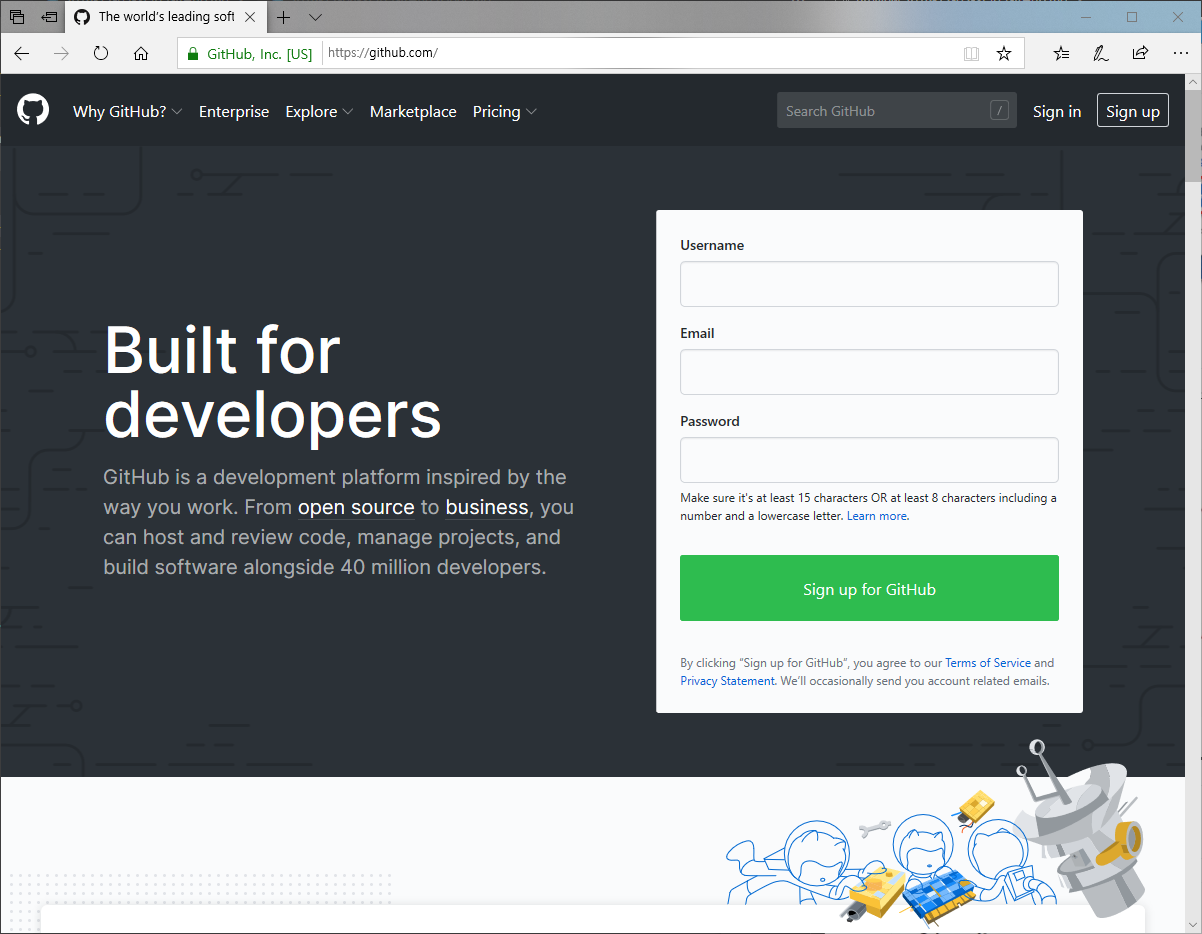 The world's leading soft
GitHub, Inc. [US] https://github.com/
Why GitHub? Enterprise Explore Marketplace Pricing Search GitHub / Sign in Sign up
Built for
developers
GitHub is a development platform inspired by the
way you work. From open source to business, you
can host and review code, manage projects, and
build software alongside 40 million developers.
Username
Email
Password
Make sure it's at least 15 characters OR at least 8 characters including a
number and a lowercase letter. Learn more.
Sign up for GitHub
By clicking “Sign up for GitHub”, you agree to our Terms of Service and
Privacy Statement. We’ll occasionally send you account related emails.